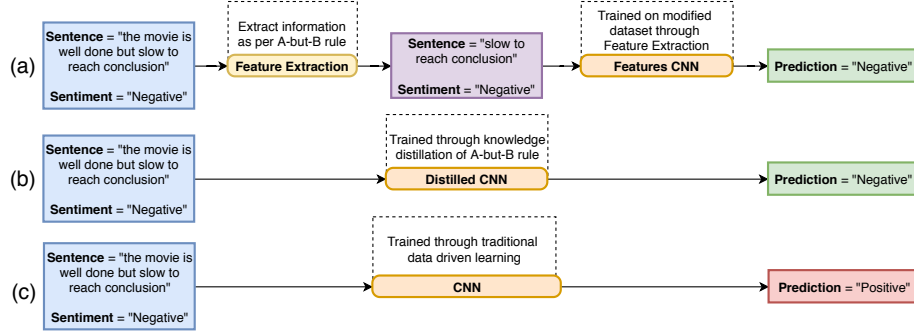 (a)
Sentence = "the movie is
well done but slow to
reach conclusion"
Sentiment = "Negative"
Extract information
as per A-but-B rule
Feature Extraction
Sentence = "slow to
reach conclusion"
Sentiment = "Negative"
Trained on modified
dataset through
Feature Extraction
Features CNN
Prediction = "Negative"
(b)
Sentence = "the movie is
well done but slow to
reach conclusion"
Sentiment = "Negative"
Trained through knowledge
distillation of A-but-B rule
Distilled CNN
Prediction = "Negative"
(c)
Sentence = "the movie is
well done but slow to
reach conclusion"
Sentiment = "Negative"
Trained through traditional
data driven learning
CNN
Prediction = "Positive"